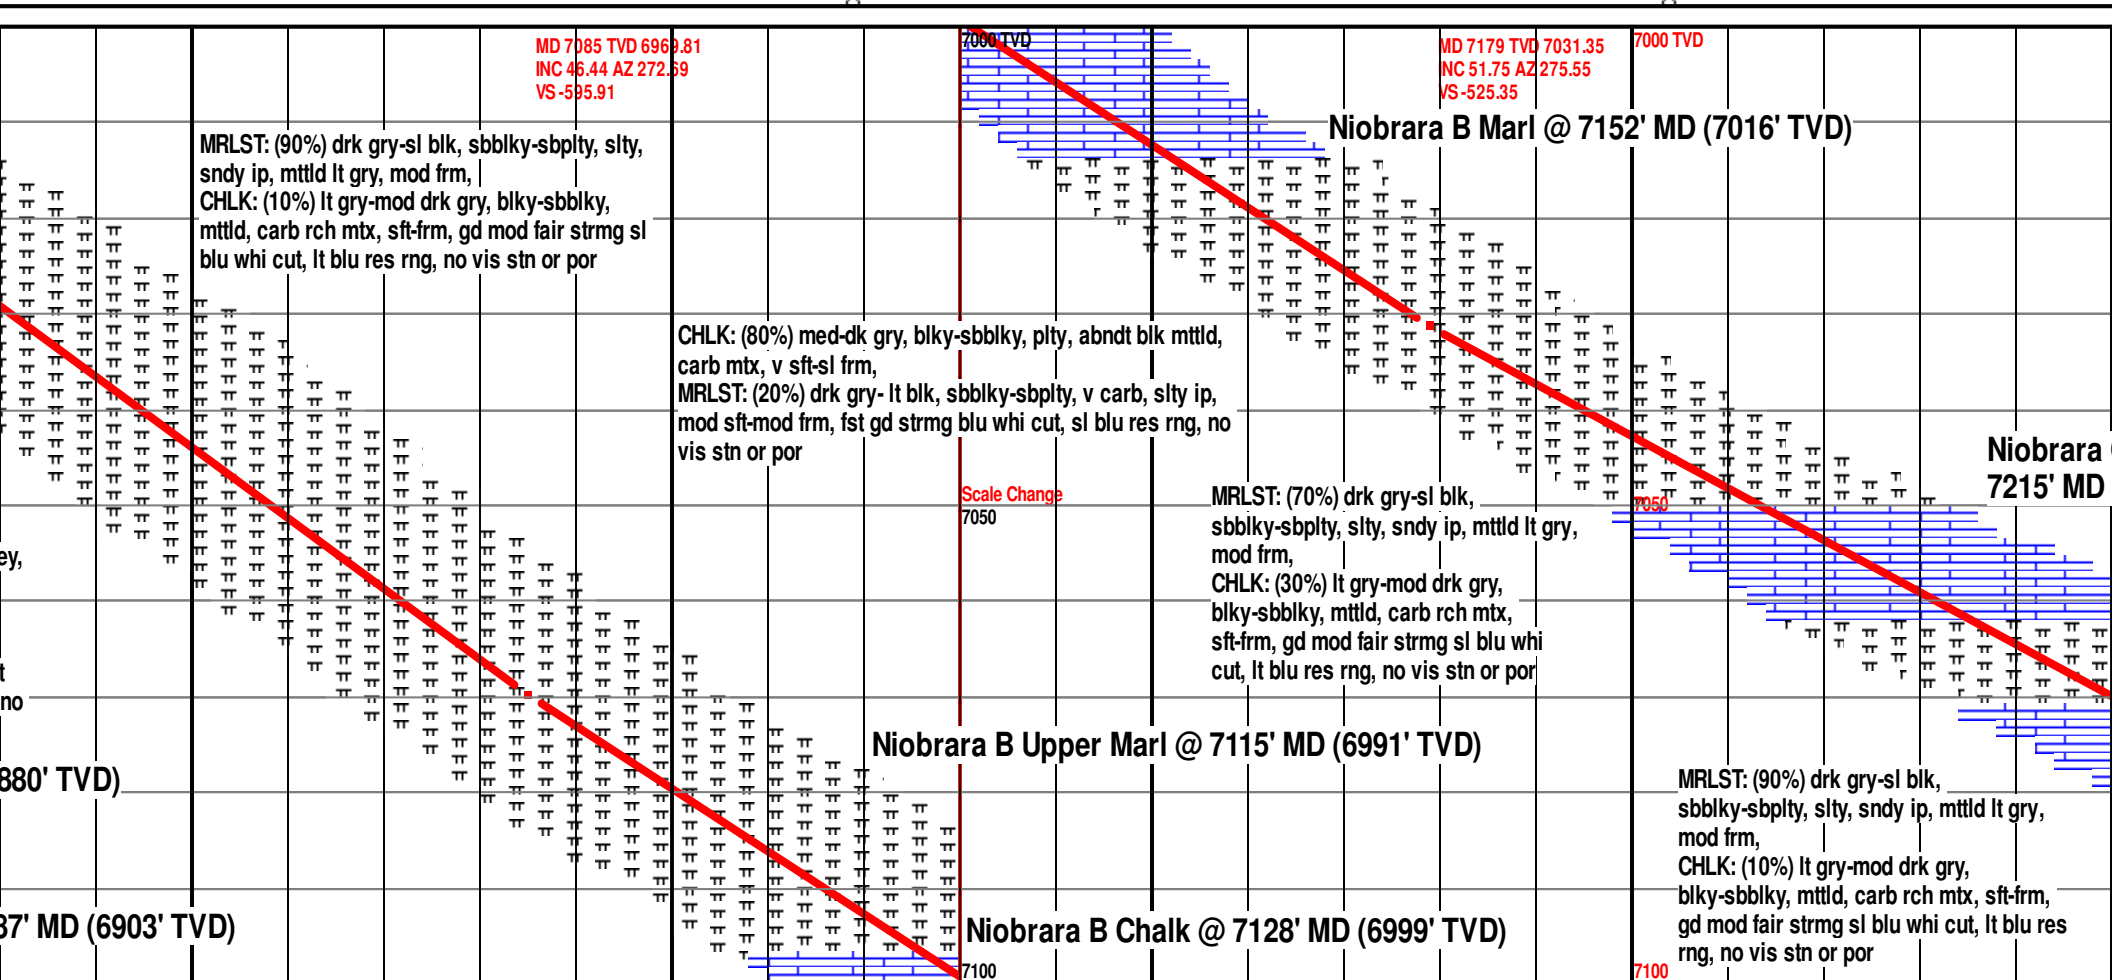 MD 7085 TVD 6969.81
INC 46.44 AZ 272.69
VS -595.91
7000 TVD
MD 7179 TVD 7031.35
INC 51.75 AZ 275.55
VS -525.35
7000 TVD
Niobrara B Marl @ 7152' MD (7016' TVD)
MRLST: (90%) drk gry-sl blk, sbblky-sbplty, slty,
sndy ip, mttld lt gry, mod frm,
CHLK: (10%) lt gry-mod drk gry, blky-sbblky,
mttld, carb rch mtx, sft-frm, gd mod fair strmg sl
blu whi cut, lt blu res rng, no vis stn or por
CHLK: (80%) med-dk gry, blky-sbblky, plty, abndt blk mttld,
carb mtx, v sft-sl frm,
MRLST: (20%) drk gry- lt blk, sbblky-sbplty, v carb, slty ip,
mod sft-mod frm, fst gd strmg blu whi cut, sl blu res rng, no
vis stn or por
Niobrara
7215' MD
Scale Change
7050
7050
MRLST: (70%) drk gry-sl blk,
sbblky-sbplty, slty, sndy ip, mttld lt gry,
mod frm,
CHLK: (30%) lt gry-mod drk gry,
blky-sbblky, mttld, carb rch mtx,
sft-frm, gd mod fair strmg sl blu whi
cut, lt blu res rng, no vis stn or por
ey,
t
no
Niobrara B Upper Marl @ 7115' MD (6991' TVD)
880' TVD)
MRLST: (90%) drk gry-sl blk,
sbblky-sbplty, slty, sndy ip, mttld lt gry,
mod frm,
CHLK: (10%) lt gry-mod drk gry,
blky-sbblky, mttld, carb rch mtx, sft-frm,
gd mod fair strmg sl blu whi cut, lt blu res
rng, no vis stn or por
37' MD (6903' TVD)
Niobrara B Chalk @ 7128' MD (6999' TVD)
7100
7100